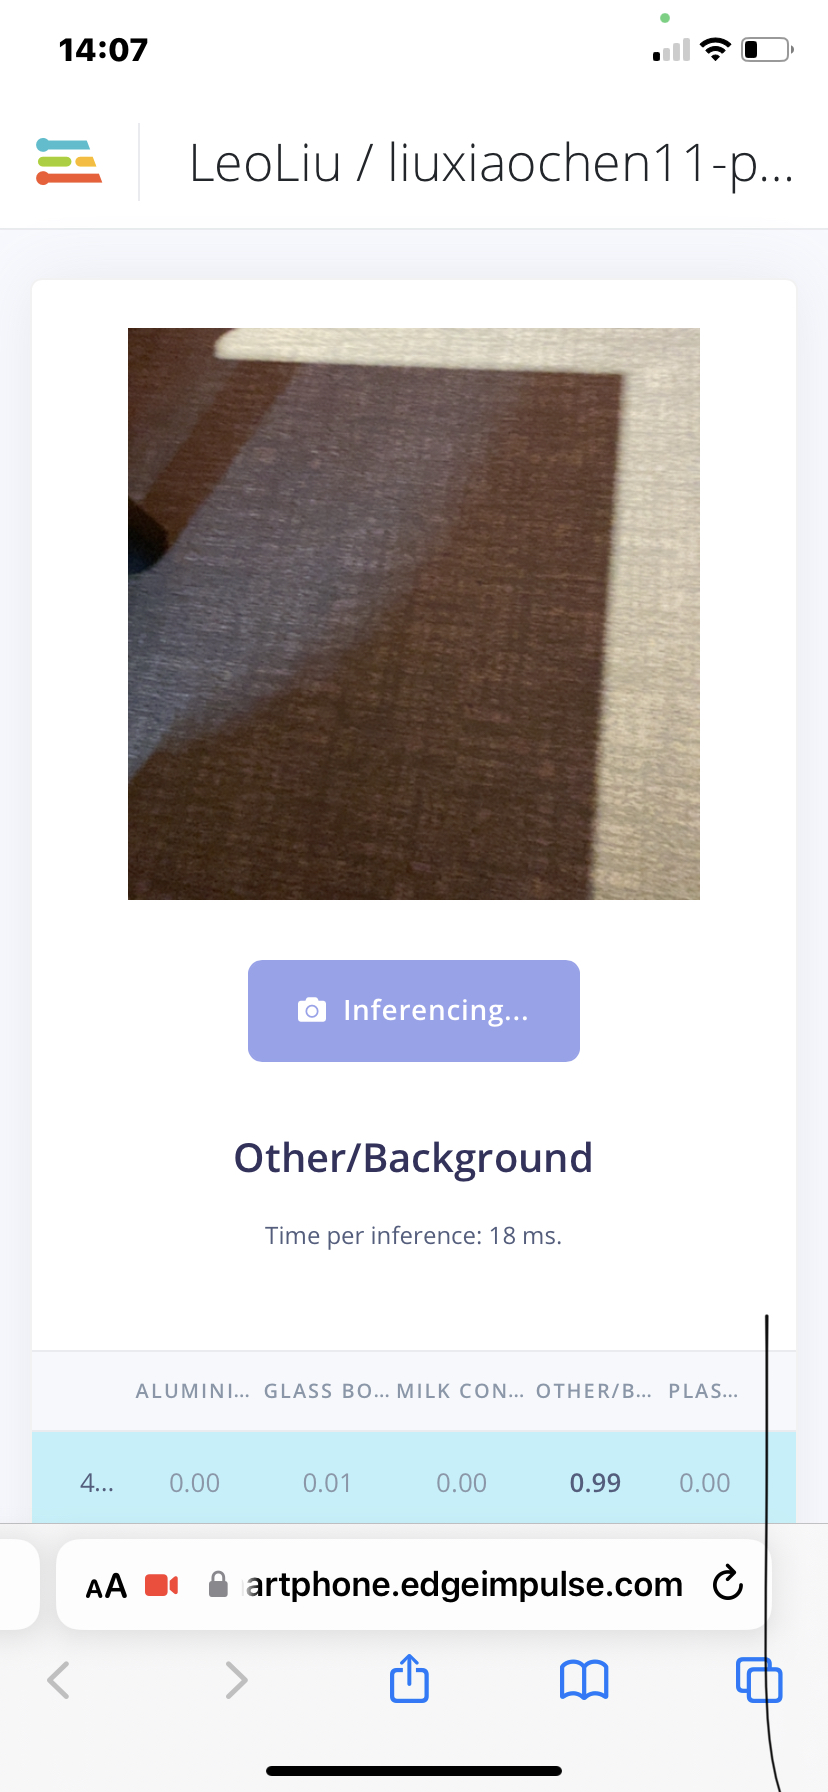 14:07
LeoLiu / liuxiaochen11-p...
Inferencing...
Other/Background
Time per inference: 18 ms.
ALUMINI... GLASS BO... MILK CON... OTHER/B... PLAS...
4... 0.00 0.01 0.00 0.99 0.00
AA artphone.edgeimpulse.com